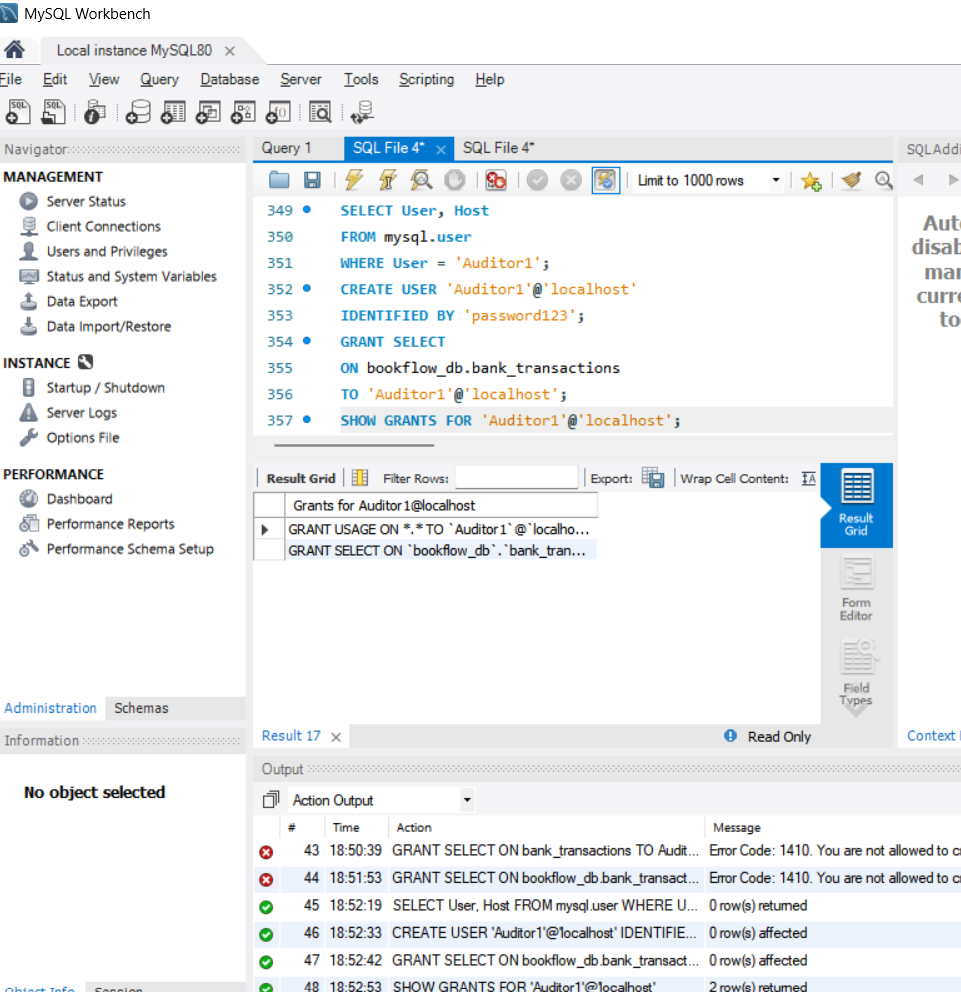 MySQL Workbench
Local instance MySQL80
File Edit View Query Database Server Tools Scripting Help
Navigator
MANAGEMENT
Server Status
Client Connections
Users and Privileges
Status and System Variables
Data Export
Data Import/Restore
INSTANCE
Startup / Shutdown
Server Logs
Options File
PERFORMANCE
Dashboard
Performance Reports
Performance Schema Setup
Administration Schemas
Information
No object selected
Object Info Session
Query 1 SQL File 4* SQL File 4*
Limit to 1000 rows
349 SELECT User, Host
350 FROM mysql.user
351 WHERE User = 'Auditor1';
352 CREATE USER 'Auditor1'@'localhost'
353 IDENTIFIED BY 'password123';
354 GRANT SELECT
355 ON bookflow_db.bank_transactions
356 TO 'Auditor1'@'localhost';
357 SHOW GRANTS FOR 'Auditor1'@'localhost';
Result Grid Filter Rows: Export: Wrap Cell Content:
Grants for Auditor1@localhost
GRANT USAGE ON *.* TO `Auditor1`@`localho...
GRANT SELECT ON `bookflow_db`.`bank_tran...
Result Grid
Form Editor
Field Types
Result 17 Read Only
Output
Action Output
# Time Action Message
43 18:50:39 GRANT SELECT ON bank_transactions TO Audit... Error Code: 1410. You are not allowed to
44 18:51:53 GRANT SELECT ON bookflow_db.bank_transact... Error Code: 1410. You are not allowed to
45 18:52:19 SELECT User, Host FROM mysql.user WHERE U... 0 row(s) returned
46 18:52:33 CREATE USER 'Auditor1'@'localhost' IDENTIFIE... 0 row(s) affected
47 18:52:42 GRANT SELECT ON bookflow_db.bank_transact... 0 row(s) affected
48 18:52:53 SHOW GRANTS FOR 'Auditor1'@'localhost' 2 row(s) returned
SQLAddi
Auto
disab
man
curre
to
Context